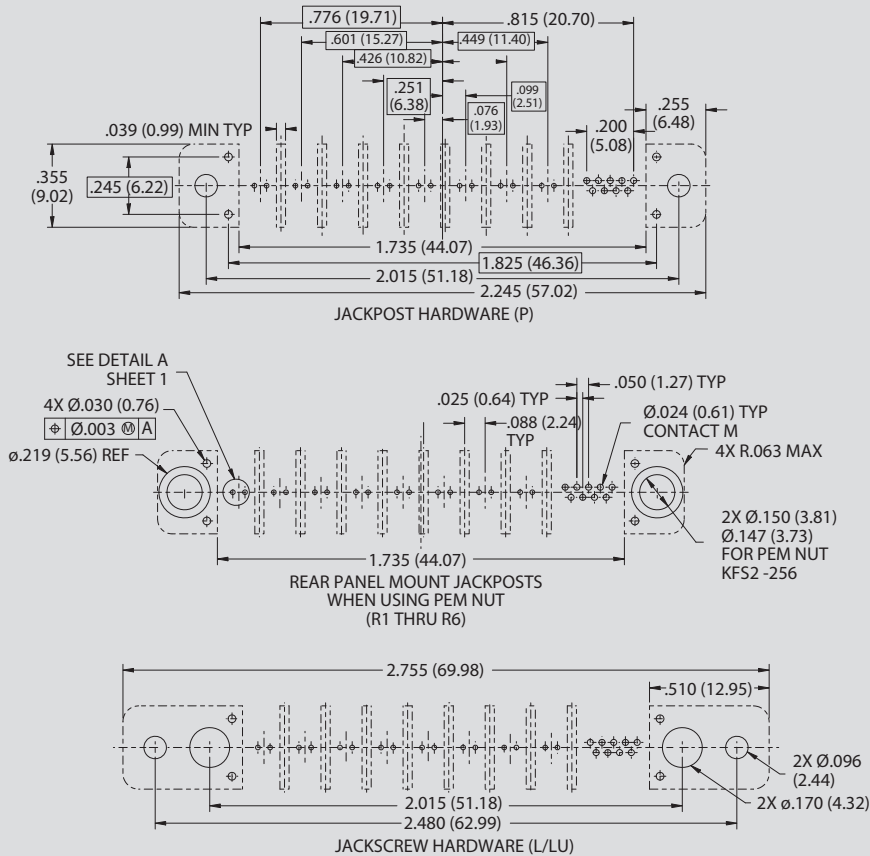 .776 (19.71)
.815 (20.70)
.601 (15.27)
.449 (11.40)
.426 (10.82)
.251
(6.38)
.099
(2.51)
.076
(1.93)
.200
(5.08)
.255
(6.48)
.039 (0.99) MIN TYP
.355
(9.02)
.245 (6.22)
1.735 (44.07)
1.825 (46.36)
2.015 (51.18)
2.245 (57.02)
JACKPOST HARDWARE (P)
SEE DETAIL A
SHEET 1
4X Ø.030 (0.76)
⌖ Ø.003 Ⓜ A
ø.219 (5.56) REF
.025 (0.64) TYP
.088 (2.24)
TYP
.050 (1.27) TYP
Ø.024 (0.61) TYP
CONTACT M
4X R.063 MAX
2X Ø.150 (3.81)
Ø.147 (3.73)
FOR PEM NUT
KFS2 -256
1.735 (44.07)
REAR PANEL MOUNT JACKPOSTS
WHEN USING PEM NUT
(R1 THRU R6)
2.755 (69.98)
.510 (12.95)
2X Ø.096
(2.44)
2X ø.170 (4.32)
2.015 (51.18)
2.480 (62.99)
JACKSCREW HARDWARE (L/LU)